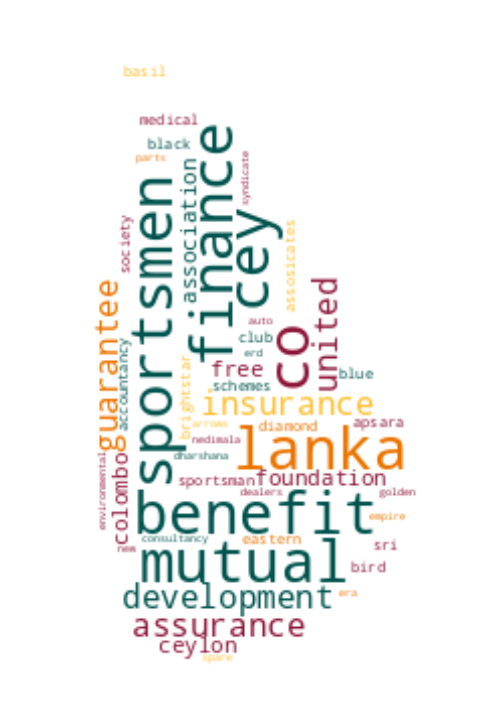 basil
medical
black
parts
finance
syndicate
association
sportsmen
cey
society
assosicates
guarantee
united
auto
co
club
accountancy
erd
free
blue
schemes
brightstar
insurance
arrows
diamond
apsara
nedimala
lanka
colombo
dharshana
environmental
sportsman
foundation
dealers
golden
benefit
empire
consultancy
eastern
new
sri
mutual
bird
development
era
assurance
ceylon
spare